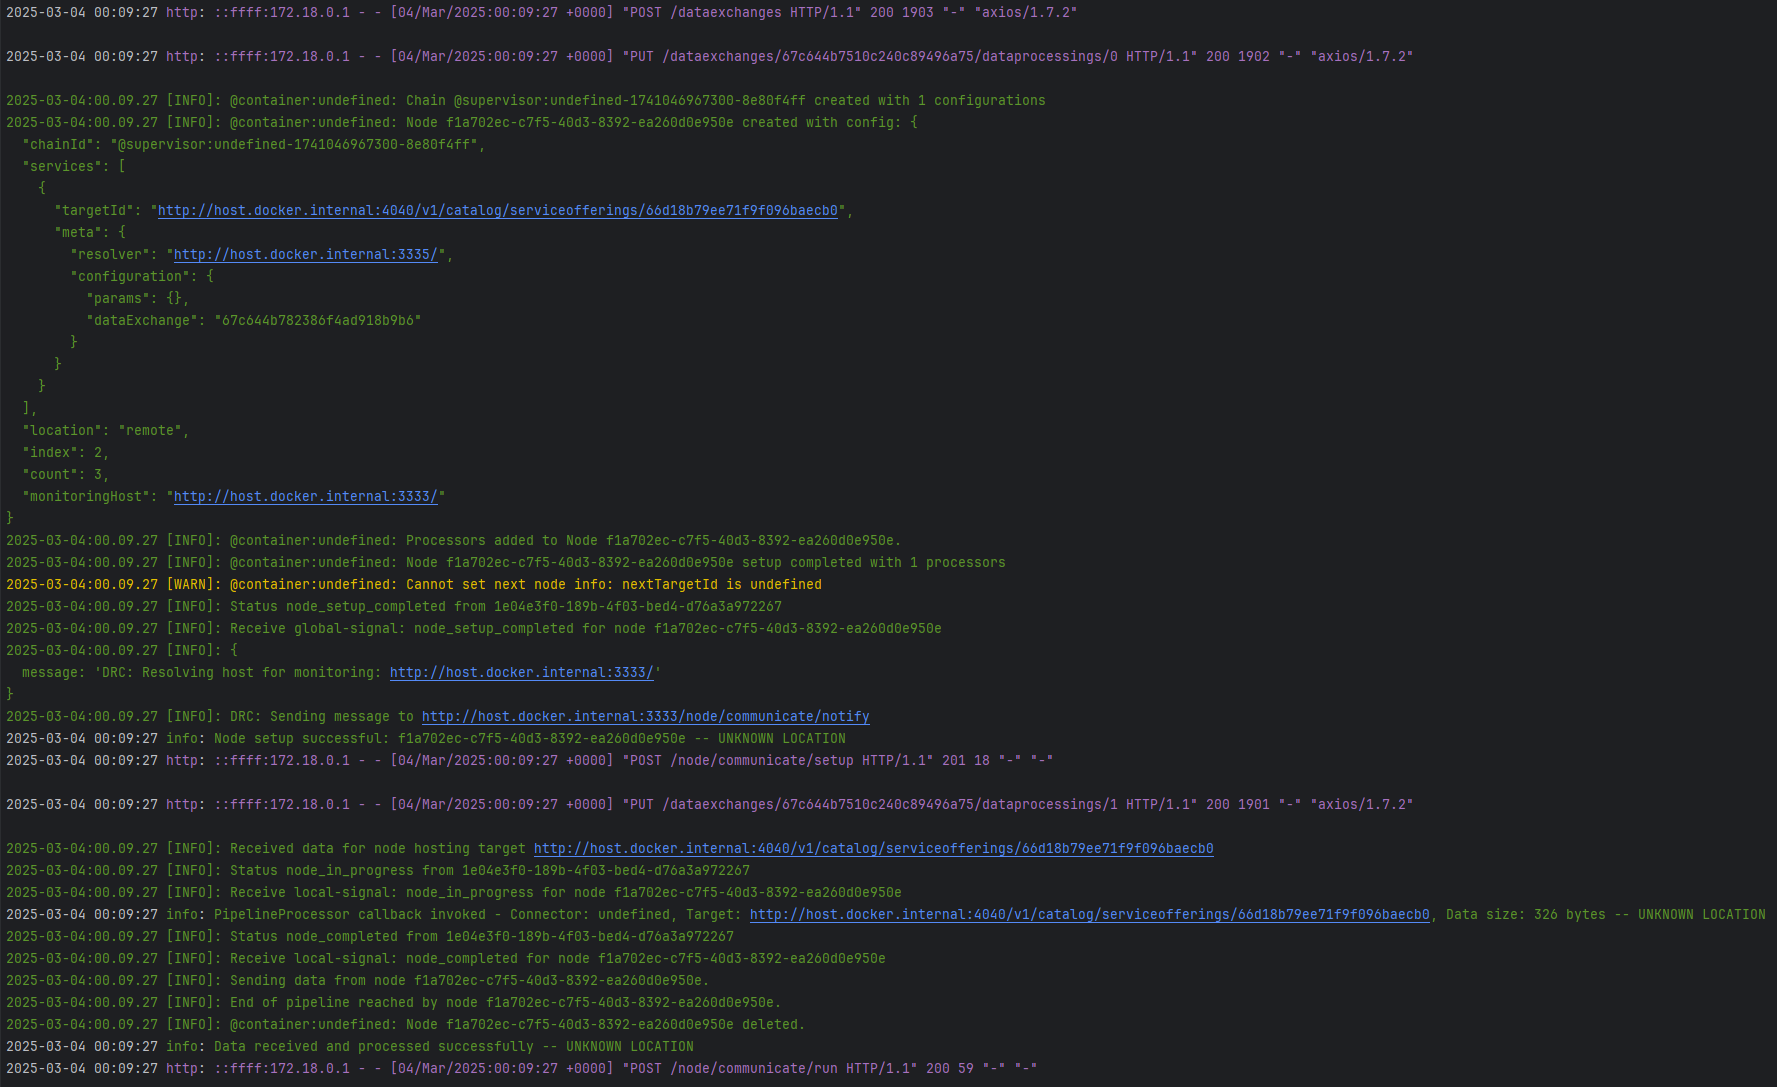 2025-03-04 00:09:27 http: ::ffff:172.18.0.1 - - [04/Mar/2025:00:09:27 +0000] "POST /dataexchanges HTTP/1.1" 200 1903 "-" "axios/1.7.2"
2025-03-04 00:09:27 http: ::ffff:172.18.0.1 - - [04/Mar/2025:00:09:27 +0000] "PUT /dataexchanges/67c644b7510c240c89496a75/dataprocessings/0 HTTP/1.1" 200 1902 "-" "axios/1.7.2"
2025-03-04:00.09.27 [INFO]: @container:undefined: Chain @supervisor:undefined-1741046967300-8e80f4ff created with 1 configurations
2025-03-04:00.09.27 [INFO]: @container:undefined: Node f1a702ec-c7f5-40d3-8392-ea260d0e950e created with config: {
  "chainId": "@supervisor:undefined-1741046967300-8e80f4ff",
  "services": [
    {
      "targetId": "http://host.docker.internal:4040/v1/catalog/serviceofferings/66d18b79ee71f9f096baecb0",
      "meta": {
        "resolver": "http://host.docker.internal:3335/",
        "configuration": {
          "params": {},
          "dataExchange": "67c644b782386f4ad918b9b6"
        }
      }
    }
  ],
  "location": "remote",
  "index": 2,
  "count": 3,
  "monitoringHost": "http://host.docker.internal:3333/"
}
2025-03-04:00.09.27 [INFO]: @container:undefined: Processors added to Node f1a702ec-c7f5-40d3-8392-ea260d0e950e.
2025-03-04:00.09.27 [INFO]: @container:undefined: Node f1a702ec-c7f5-40d3-8392-ea260d0e950e setup completed with 1 processors
2025-03-04:00.09.27 [WARN]: @container:undefined: Cannot set next node info: nextTargetId is undefined
2025-03-04:00.09.27 [INFO]: Status node_setup_completed from 1e04e3f0-189b-4f03-bed4-d76a3a972267
2025-03-04:00.09.27 [INFO]: Receive global-signal: node_setup_completed for node f1a702ec-c7f5-40d3-8392-ea260d0e950e
2025-03-04:00.09.27 [INFO]: {
  message: 'DRC: Resolving host for monitoring: http://host.docker.internal:3333/'
}
2025-03-04:00.09.27 [INFO]: DRC: Sending message to http://host.docker.internal:3333/node/communicate/notify
2025-03-04 00:09:27 info: Node setup successful: f1a702ec-c7f5-40d3-8392-ea260d0e950e -- UNKNOWN LOCATION
2025-03-04 00:09:27 http: ::ffff:172.18.0.1 - - [04/Mar/2025:00:09:27 +0000] "POST /node/communicate/setup HTTP/1.1" 201 18 "-" "-"
2025-03-04 00:09:27 http: ::ffff:172.18.0.1 - - [04/Mar/2025:00:09:27 +0000] "PUT /dataexchanges/67c644b7510c240c89496a75/dataprocessings/1 HTTP/1.1" 200 1901 "-" "axios/1.7.2"
2025-03-04:00.09.27 [INFO]: Received data for node hosting target http://host.docker.internal:4040/v1/catalog/serviceofferings/66d18b79ee71f9f096baecb0
2025-03-04:00.09.27 [INFO]: Status node_in_progress from 1e04e3f0-189b-4f03-bed4-d76a3a972267
2025-03-04:00.09.27 [INFO]: Receive local-signal: node_in_progress for node f1a702ec-c7f5-40d3-8392-ea260d0e950e
2025-03-04 00:09:27 info: PipelineProcessor callback invoked - Connector: undefined, Target: http://host.docker.internal:4040/v1/catalog/serviceofferings/66d18b79ee71f9f096baecb0, Data size: 326 bytes -- UNKNOWN LOCATION
2025-03-04:00.09.27 [INFO]: Status node_completed from 1e04e3f0-189b-4f03-bed4-d76a3a972267
2025-03-04:00.09.27 [INFO]: Receive local-signal: node_completed for node f1a702ec-c7f5-40d3-8392-ea260d0e950e
2025-03-04:00.09.27 [INFO]: Sending data from node f1a702ec-c7f5-40d3-8392-ea260d0e950e.
2025-03-04:00.09.27 [INFO]: End of pipeline reached by node f1a702ec-c7f5-40d3-8392-ea260d0e950e.
2025-03-04:00.09.27 [INFO]: @container:undefined: Node f1a702ec-c7f5-40d3-8392-ea260d0e950e deleted.
2025-03-04 00:09:27 info: Data received and processed successfully -- UNKNOWN LOCATION
2025-03-04 00:09:27 http: ::ffff:172.18.0.1 - - [04/Mar/2025:00:09:27 +0000] "POST /node/communicate/run HTTP/1.1" 200 59 "-" "-"